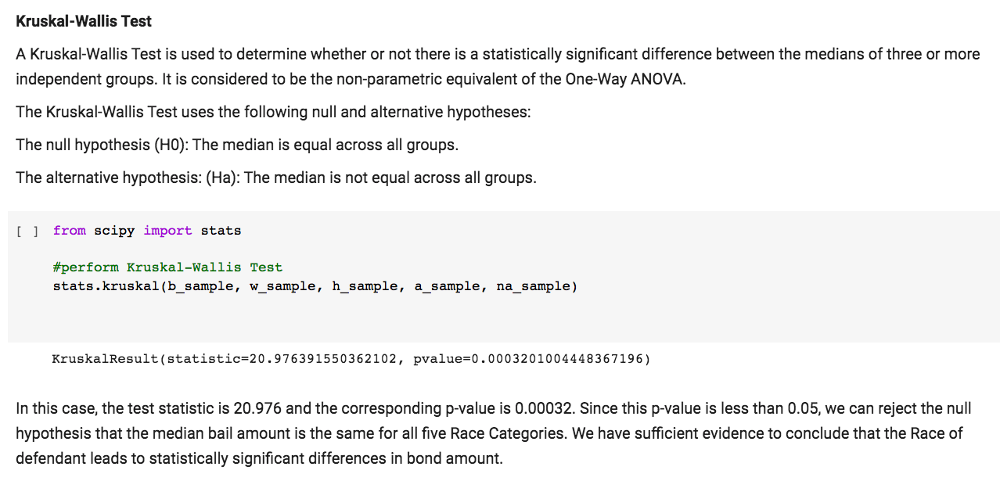 Kruskal-Wallis Test
A Kruskal-Wallis Test is used to determine whether or not there is a statistically significant difference between the medians of three or more
independent groups. It is considered to be the non-parametric equivalent of the One-Way ANOVA.
The Kruskal-Wallis Test uses the following null and alternative hypotheses:
The null hypothesis (H0): The median is equal across all groups.
The alternative hypothesis: (Ha): The median is not equal across all groups.
[ ] from scipy import stats
#perform Kruskal-Wallis Test
stats.kruskal(b_sample, w_sample, h_sample, a_sample, na_sample)
KruskalResult(statistic=20.976391550362102, pvalue=0.0003201004448367196)
In this case, the test statistic is 20.976 and the corresponding p-value is 0.00032. Since this p-value is less than 0.05, we can reject the null
hypothesis that the median bail amount is the same for all five Race Categories. We have sufficient evidence to conclude that the Race of
defendant leads to statistically significant differences in bond amount.